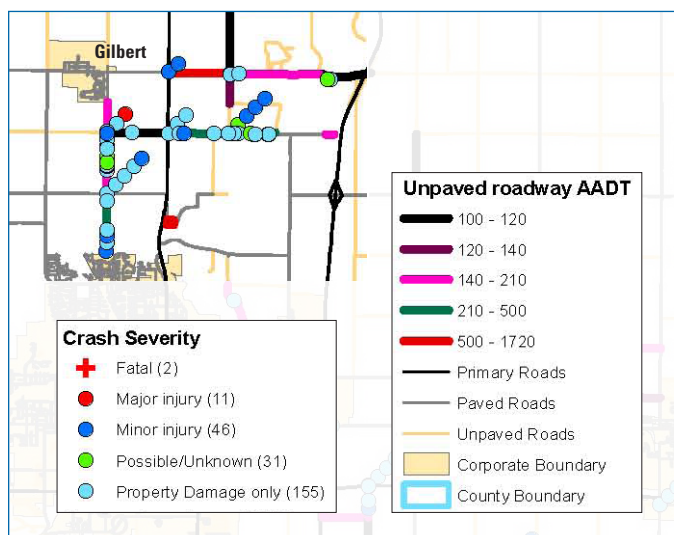 Gilbert
Unpaved roadway AADT
100 - 120
120 - 140
140 - 210
210 - 500
500 - 1720
Primary Roads
Paved Roads
Unpaved Roads
Corporate Boundary
County Boundary
Crash Severity
Fatal (2)
Major injury (11)
Minor injury (46)
Possible/Unknown (31)
Property Damage only (155)